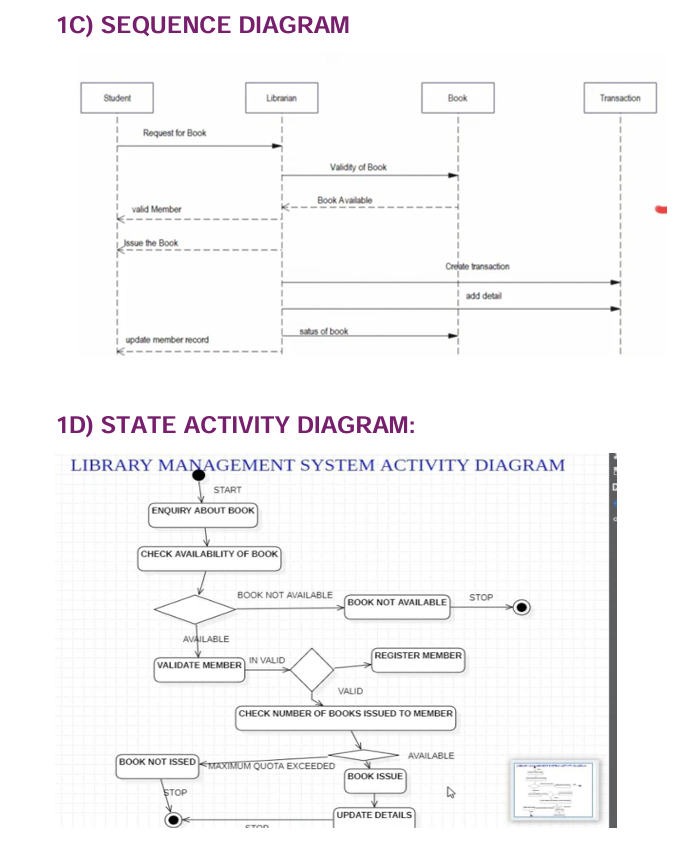 1C) SEQUENCE DIAGRAM
Student
Librarian
Book
Transaction
Request for Book
Validity of Book
Book Available
valid Member
Issue the Book
Create transaction
add detail
satus of book
update member record
1D) STATE ACTIVITY DIAGRAM:
LIBRARY MANAGEMENT SYSTEM ACTIVITY DIAGRAM
START
ENQUIRY ABOUT BOOK
CHECK AVAILABILITY OF BOOK
BOOK NOT AVAILABLE
BOOK NOT AVAILABLE
STOP
AVAILABLE
VALIDATE MEMBER
IN VALID
REGISTER MEMBER
VALID
CHECK NUMBER OF BOOKS ISSUED TO MEMBER
AVAILABLE
BOOK NOT ISSED
MAXIMUM QUOTA EXCEEDED
BOOK ISSUE
STOP
UPDATE DETAILS
STOP